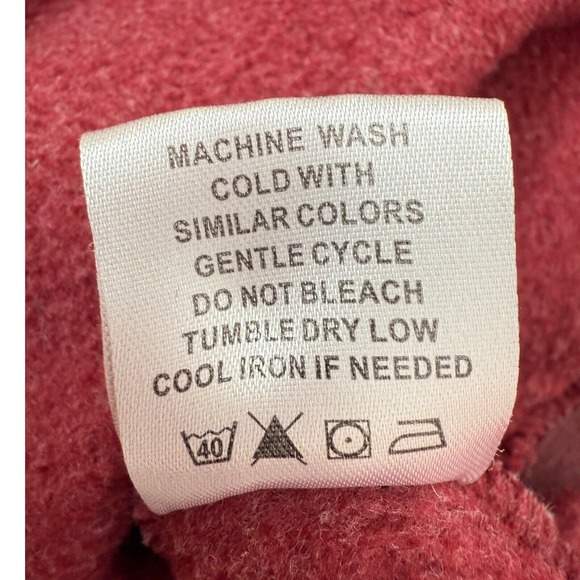 MACHINE WASH
COLD WITH
SIMILAR COLORS
GENTLE CYCLE
DO NOT BLEACH
TUMBLE DRY LOW
COOL IRON IF NEEDED
40